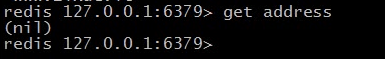 redis 127.0.0.1:6379> get address
(nil)
redis 127.0.0.1:6379>